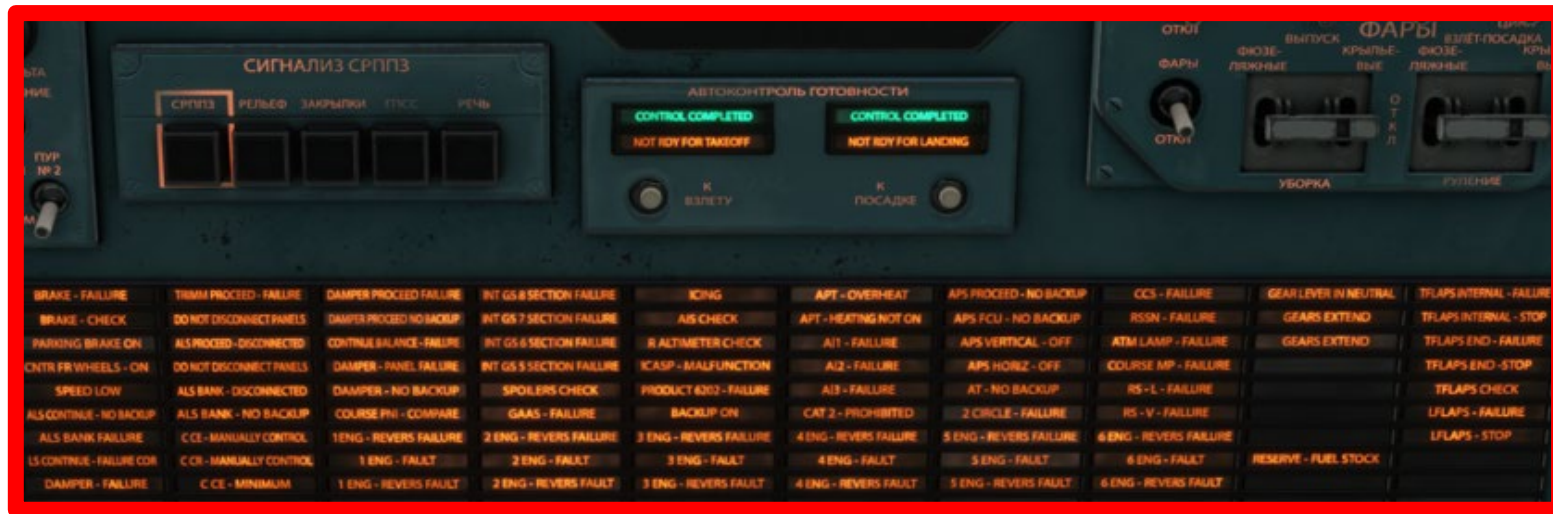 СИГНАЛИЗ СРППЗ
СРППЗ РЕЛЬЕФ ЗАКРЫЛКИ ГПСС РЕЧЬ
ПУР
№ 2
АВТОКОНТРОЛЬ ГОТОВНОСТИ
CONTROL COMPLETED CONTROL COMPLETED
NOT RDY FOR TAKEOFF NOT RDY FOR LANDING
К ВЗЛЕТУ К ПОСАДКЕ
ОТКЛ ВЫПУСК ФАРЫ ВЗЛЁТ-ПОСАДКА
ФАРЫ ФЮЗЕ-ЛЯЖНЫЕ КРЫЛЬЕ-ВЫЕ ФЮЗЕ-ЛЯЖНЫЕ
ОТКЛ ОТКЛ
УБОРКА РУЛЕНИЕ
BRAKE - FAILURE TRIMM PROCEED - FAILURE DAMPER PROCEED FAILURE INT GS 8 SECTION FAILURE ICING APT - OVERHEAT APS PROCEED - NO BACKUP CCS - FAILURE GEAR LEVER IN NEUTRAL TFLAPS INTERNAL - FAILURE
BRAKE - CHECK DO NOT DISCONNECT PANELS DAMPER PROCEED NO BACKUP INT GS 7 SECTION FAILURE AIS CHECK APT - HEATING NOT ON APS FCU - NO BACKUP RSSN - FAILURE GEARS EXTEND TFLAPS INTERNAL - STOP
PARKING BRAKE ON ALS PROCEED - DISCONNECTED CONTINUE BALANCE - FAILURE INT GS 6 SECTION FAILURE R ALTIMETER CHECK AI1 - FAILURE APS VERTICAL - OFF ATM LAMP - FAILURE GEARS EXTEND TFLAPS END - FAILURE
CNTR FR WHEELS - ON DO NOT DISCONNECT PANELS DAMPER - PANEL FAILURE INT GS 5 SECTION FAILURE ICASP - MALFUNCTION AI2 - FAILURE APS HORIZ - OFF COURSE MP - FAILURE TFLAPS END -STOP
SPEED LOW ALS BANK - DISCONNECTED DAMPER - NO BACKUP SPOILERS CHECK PRODUCT 6202 - FAILURE AI3 - FAILURE AT - NO BACKUP RS - L - FAILURE TFLAPS CHECK
ALS CONTINUE - NO BACKUP ALS BANK - NO BACKUP COURSE PNI - COMPARE GAAS - FAILURE BACKUP ON CAT 2 - PROHIBITED 2 CIRCLE - FAILURE RS - V - FAILURE LFLAPS - FAILURE
ALS BANK FAILURE C CE - MANUALLY CONTROL 1 ENG - REVERS FAILURE 2 ENG - REVERS FAILURE 3 ENG - REVERS FAILURE 4 ENG - REVERS FAILURE 5 ENG - REVERS FAILURE 6 ENG - REVERS FAILURE LFLAPS - STOP
LS CONTINUE - FAILURE COR C CR - MANUALLY CONTROL 1 ENG - FAULT 2 ENG - FAULT 3 ENG - FAULT 4 ENG - FAULT 5 ENG - FAULT 6 ENG - FAULT RESERVE - FUEL STOCK
DAMPER - FAILURE C CE - MINIMUM 1 ENG - REVERS FAULT 2 ENG - REVERS FAULT 3 ENG - REVERS FAULT 4 ENG - REVERS FAULT 5 ENG - REVERS FAULT 6 ENG - REVERS FAULT